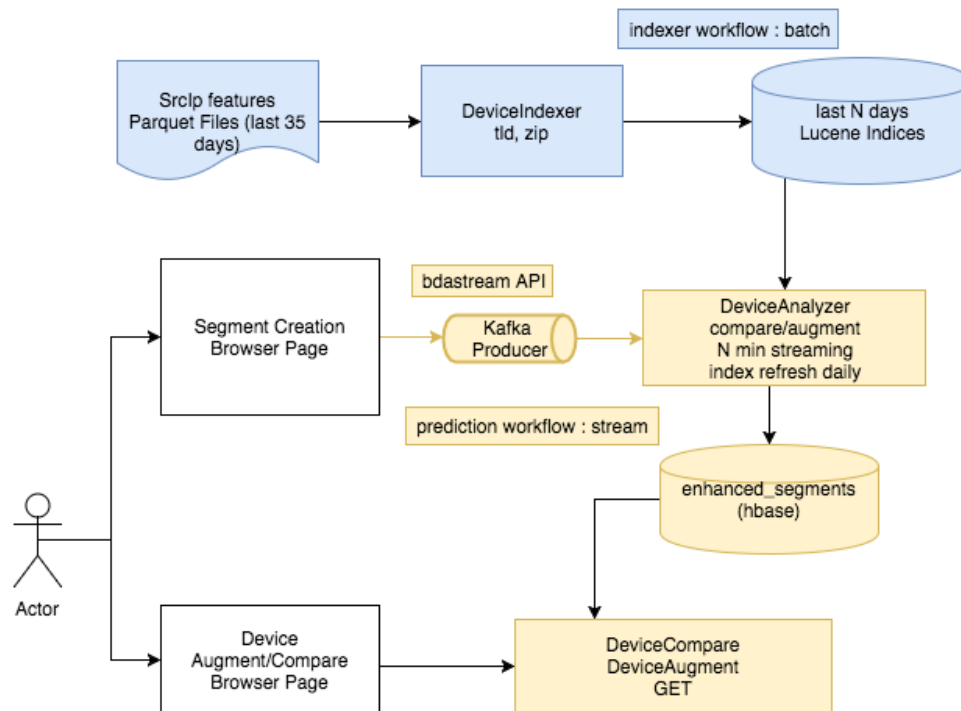 indexer workflow : batch
SrcIp features
Parquet Files (last 35
days)
DeviceIndexer
tld, zip
last N days
Lucene Indices
Segment Creation
Browser Page
bdastream API
Kafka
Producer
DeviceAnalyzer
compare/augment
N min streaming
index refresh daily
prediction workflow : stream
enhanced_segments
(hbase)
Actor
Device
Augment/Compare
Browser Page
DeviceCompare
DeviceAugment
GET